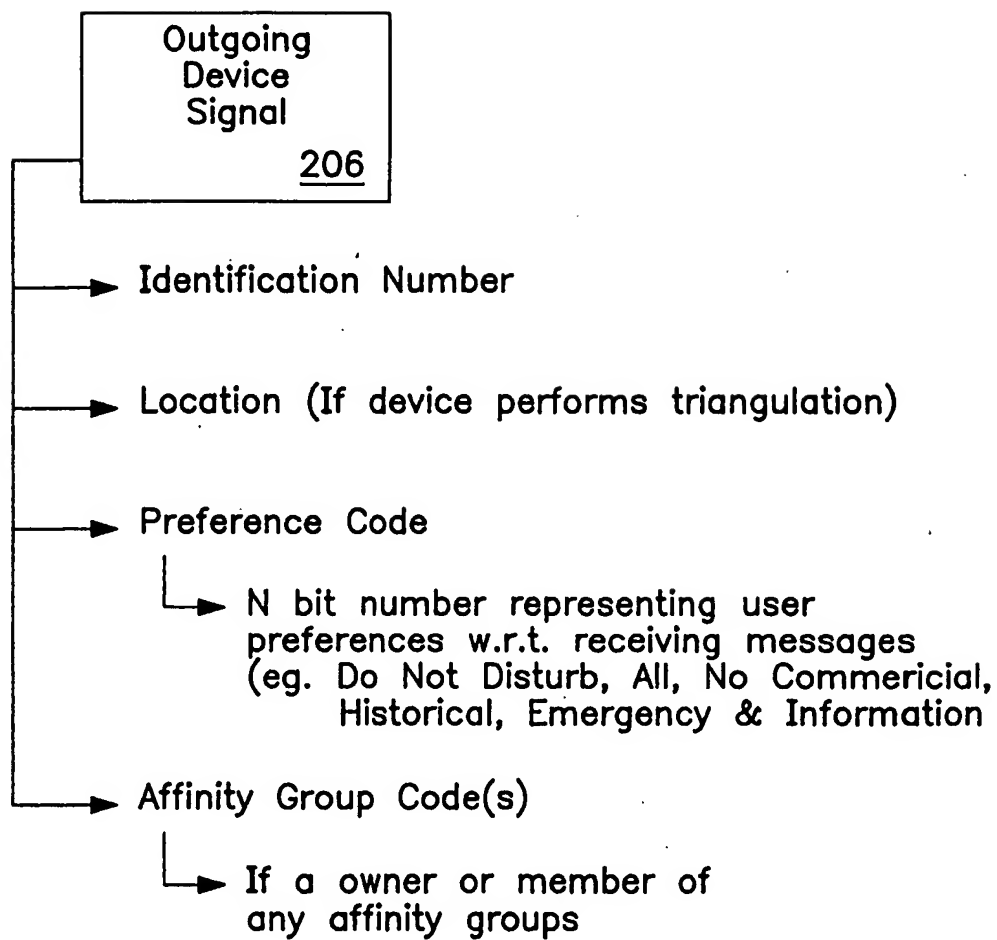 Outgoing
Device
Signal
206
Identification Number
Location (If device performs triangulation)
Preference Code
N bit number representing user
preferences w.r.t. receiving messages
(eg. Do Not Disturb, All, No Commericial,
Historical, Emergency & Information
Affinity Group Code(s)
If a owner or member of
any affinity groups